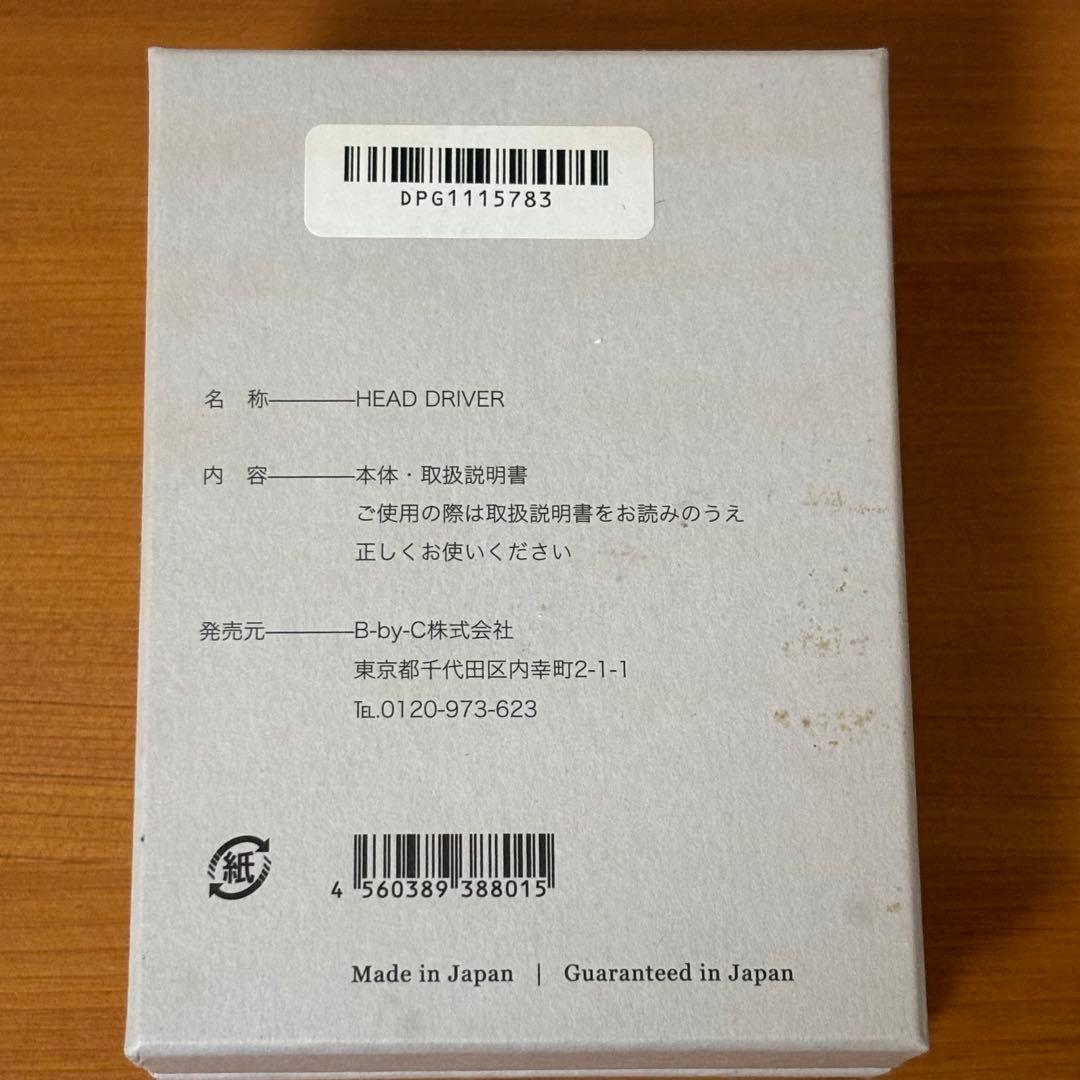 DPG1115783
名 称————HEAD DRIVER
内 容————本体・取扱説明書
ご使用の際は取扱説明書をお読みのうえ
正しくお使いください
発売元————B-by-C株式会社
東京都千代田区内幸町2-1-1
℡.0120-973-623
紙
4 560389 388015
Made in Japan | Guaranteed in Japan